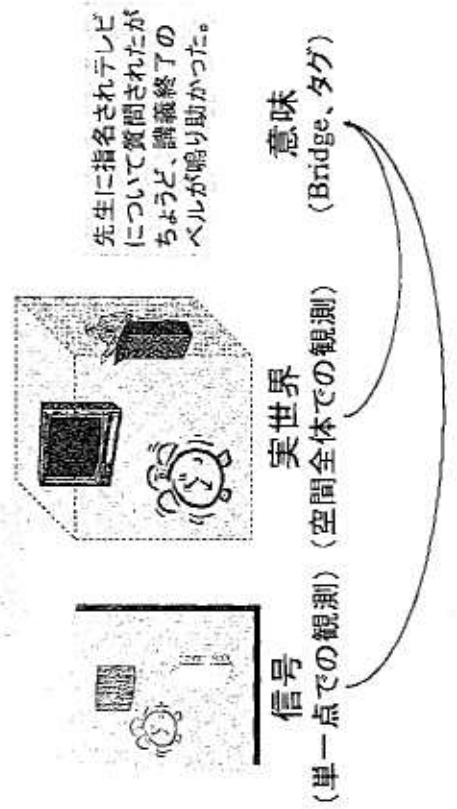 先生に指名されテレビ
について質問されたが
ちょうど、講義終了の
ベルが鳴り助かった。
信号
(単一点での観測)
実世界
(空間全体での観測)
意味
(Bridge、タグ)